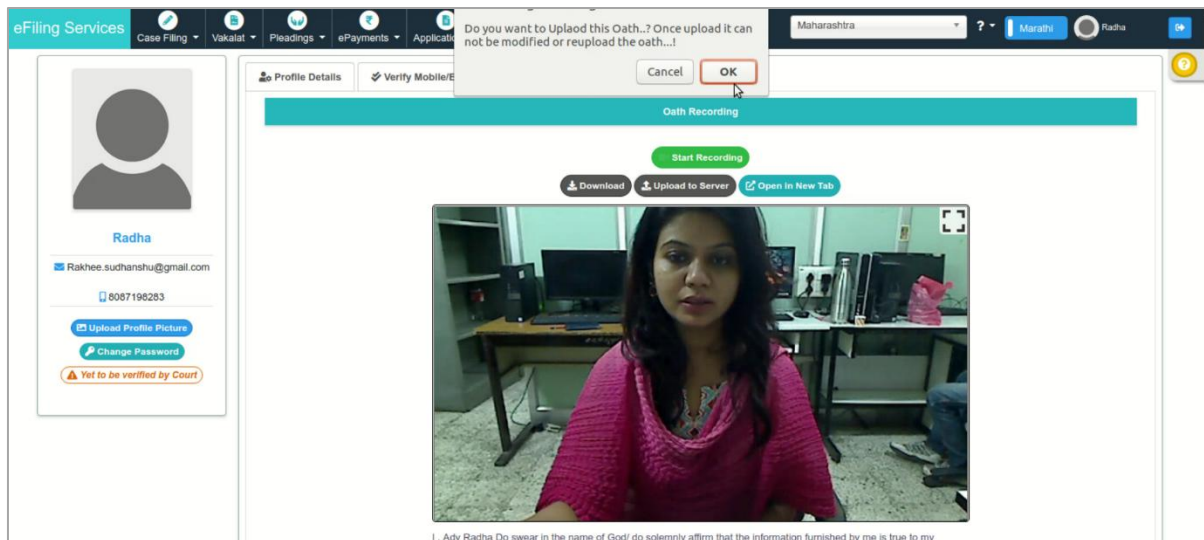 eFiling Services
Case Filing
Vakalat
Pleadings
ePayments
Do you want to Uplaod this Oath..? Once upload it can
not be modified or reupload the oath...!
Cancel
OK
Maharashtra
?
Marathi
Radha
Profile Details
Oath Recording
Start Recording
Download
Upload to Server
Open in New Tab
Radha
Rakhee.sudhanshu@gmail.com
8087198283
Upload Profile Picture
Change Password
Yet to be verified by Court
I , Adv Radha Do swear in the name of God/ do solemnly affirm that the information furnished by me is true to my